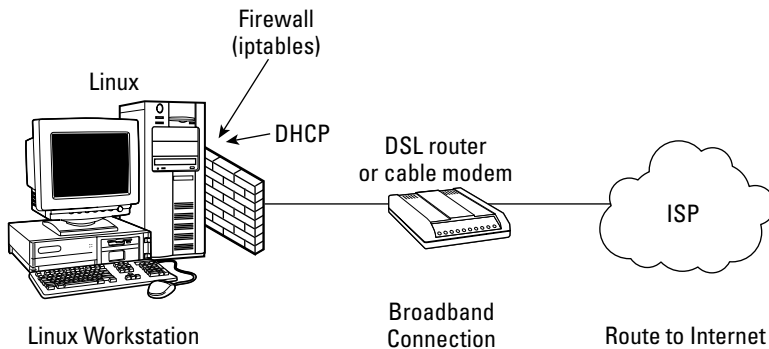 Firewall
(iptables)
Linux
DHCP
DSL router
or cable modem
ISP
Linux Workstation
Broadband
Connection
Route to Internet